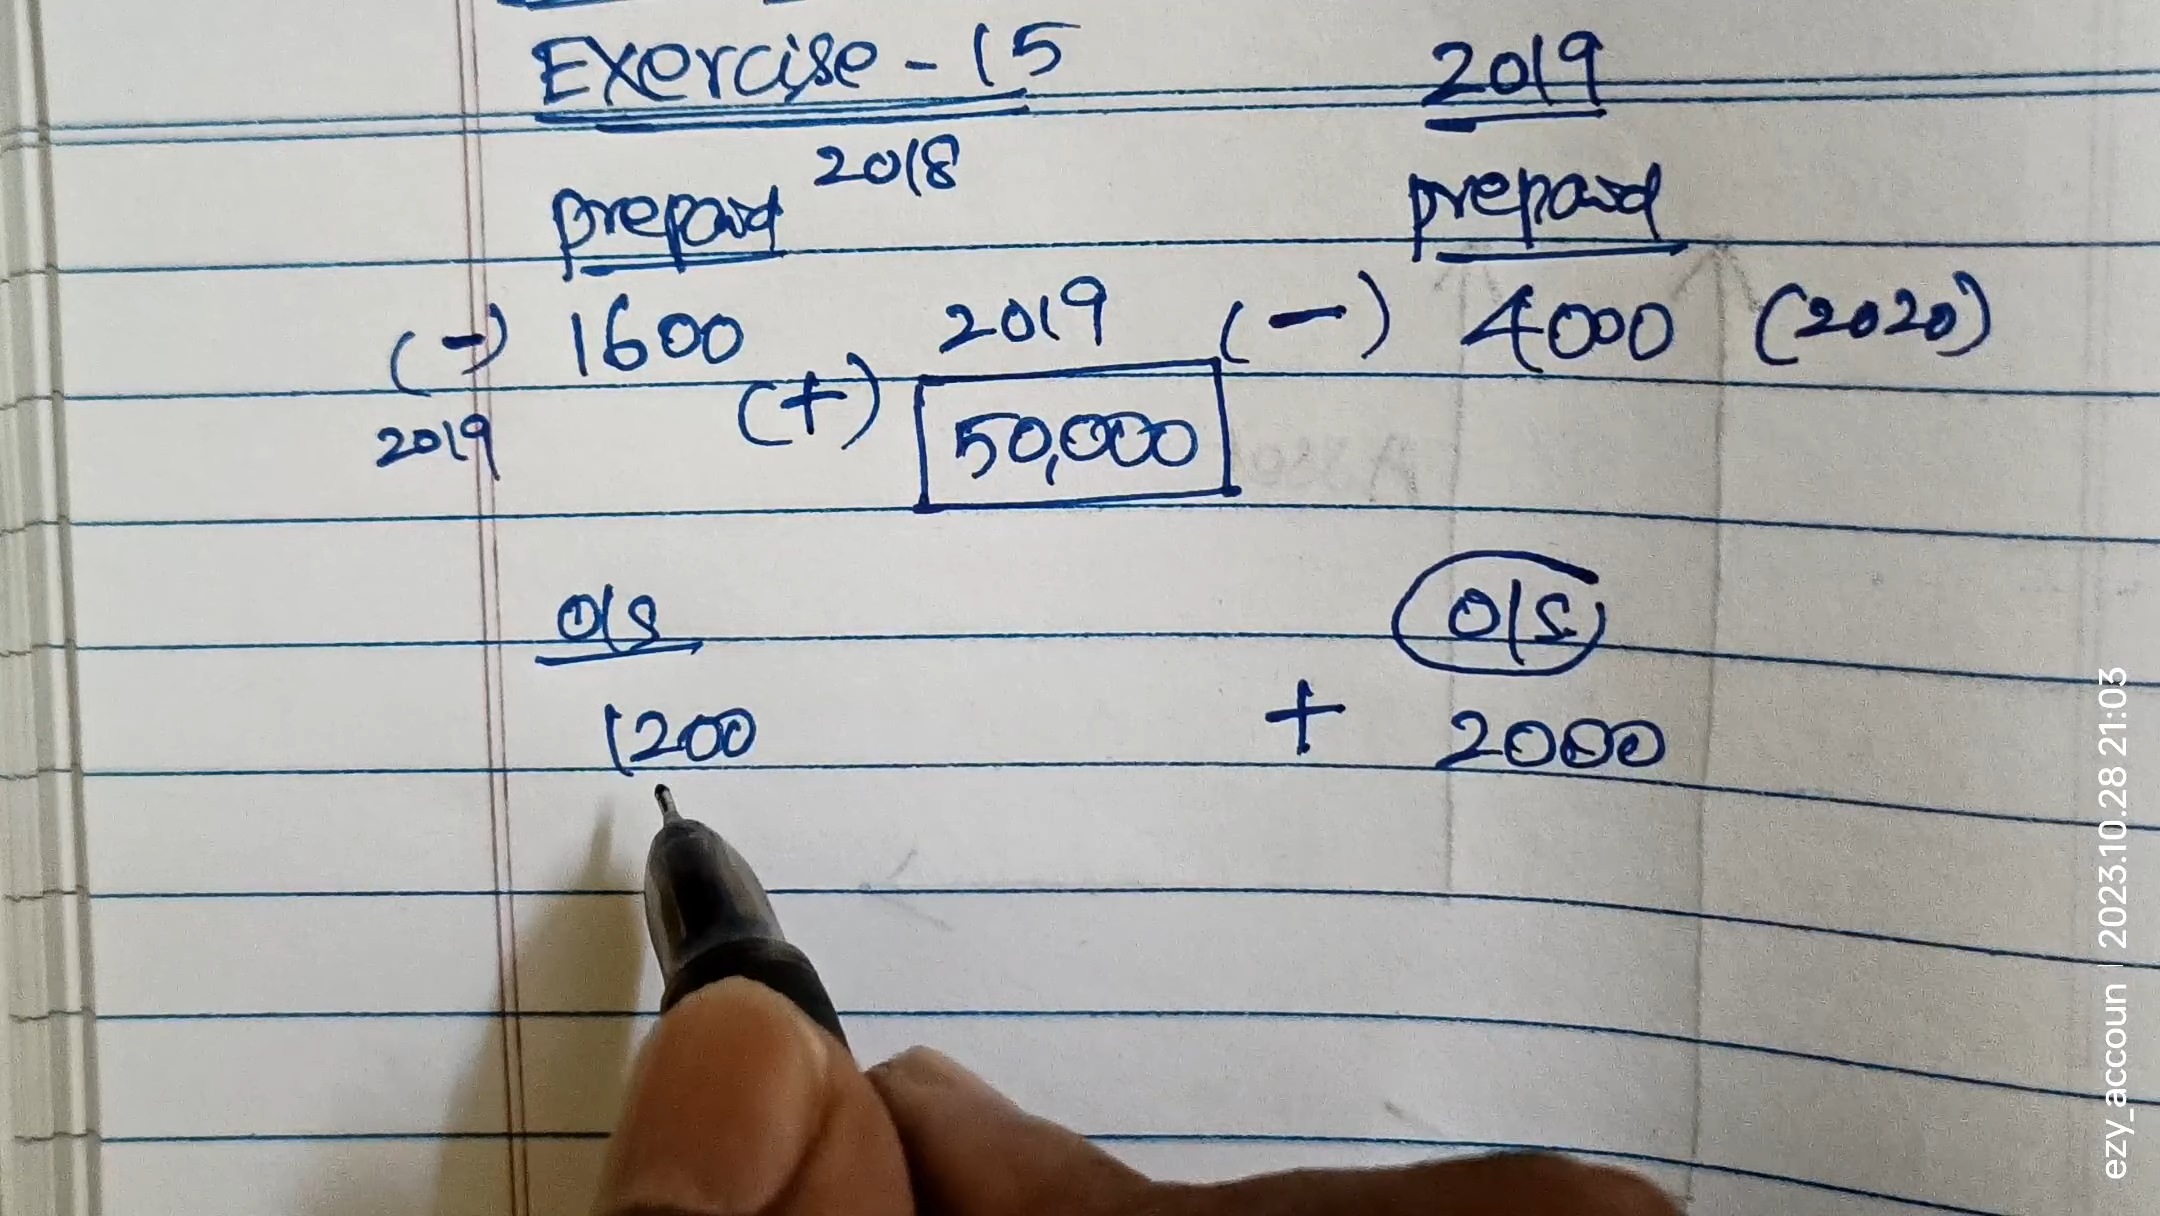 Exercise - 15 2019
2018
prepaid prepaid
(-) 1600 2019 (-) 4000 (2020)
2019 (+) 50,000
O/S O/S
1200 + 2000
ezy_accoun | 2023.10.28 21:03